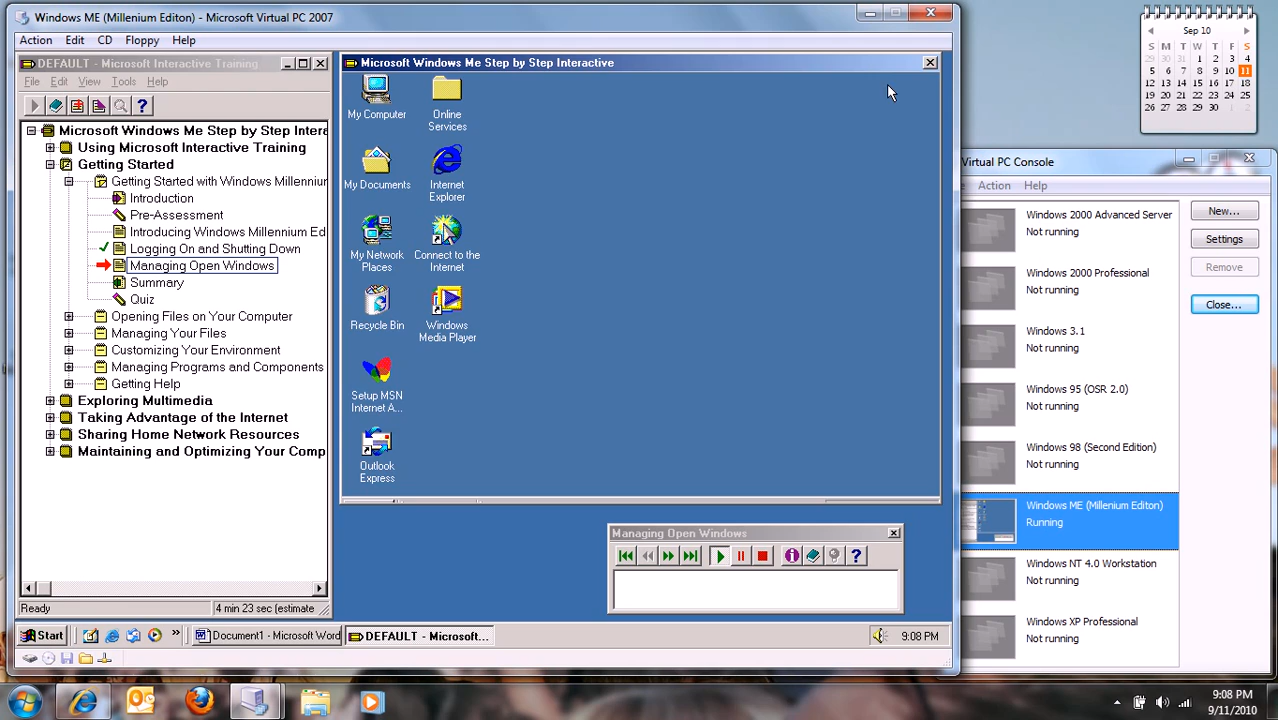 Windows ME (Millenium Editon) - Microsoft Virtual PC 2007
Action Edit CD Floppy Help
DEFAULT - Microsoft Interactive Training
File Edit View Tools Help
Microsoft Windows Me Step by Step Intera
Using Microsoft Interactive Training
Getting Started
Getting Started with Windows Millenniur
Introduction
Pre-Assessment
Introducing Windows Millennium Ed
Logging On and Shutting Down
Managing Open Windows
Summary
Quiz
Opening Files on Your Computer
Managing Your Files
Customizing Your Environment
Managing Programs and Components
Getting Help
Exploring Multimedia
Taking Advantage of the Internet
Sharing Home Network Resources
Maintaining and Optimizing Your Comp
Ready
4 min 23 sec (estimate
Microsoft Windows Me Step by Step Interactive
My Computer
Online
Services
My Documents
Internet
Explorer
My Network
Places
Connect to the
Internet
Recycle Bin
Windows
Media Player
Setup MSN
Internet A...
Outlook
Express
Managing Open Windows
Start
Document1 - Microsoft Word
DEFAULT - Microsoft...
9:08 PM
Sep 10
S M T W T F S
1 2 3 4
5 6 7 8 9 10 11
12 13 14 15 16 17 18
19 20 21 22 23 24 25
26 27 28 29 30 1 2
Virtual PC Console
Action Help
Windows 2000 Advanced Server
Not running
Windows 2000 Professional
Not running
Windows 3.1
Not running
Windows 95 (OSR 2.0)
Not running
Windows 98 (Second Edition)
Not running
Windows ME (Millenium Editon)
Running
Windows NT 4.0 Workstation
Not running
Windows XP Professional
Not running
New...
Settings
Remove
Close...
9:08 PM
9/11/2010